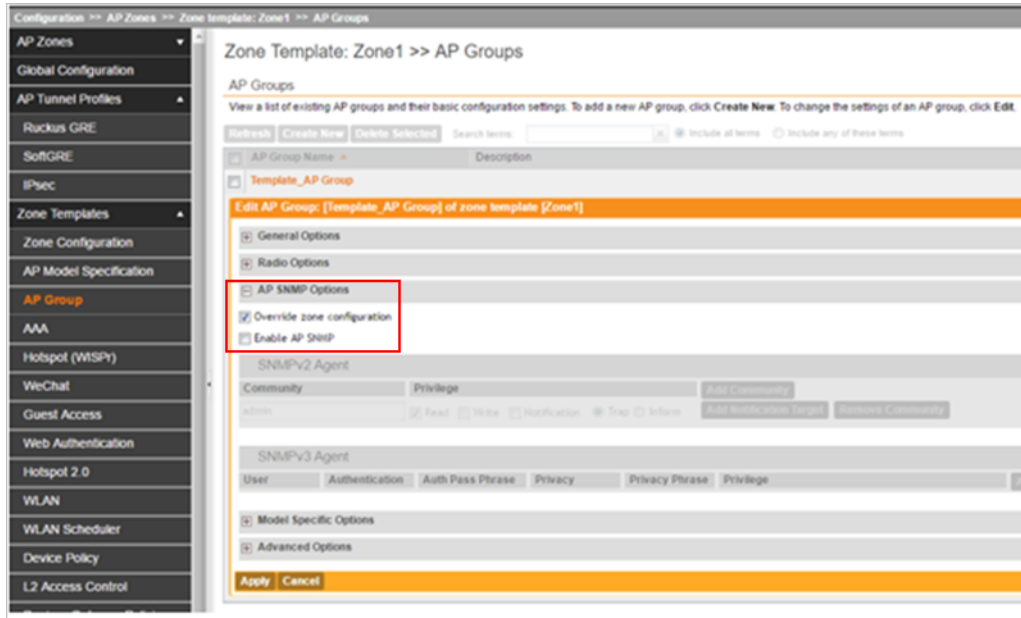 Configuration >> AP Zones >> Zone template: Zone1 >> AP Groups
AP Zones
Global Configuration
AP Tunnel Profiles
Ruckus GRE
SoftGRE
IPsec
Zone Templates
Zone Configuration
AP Model Specification
AP Group
AAA
Hotspot (WISPr)
WeChat
Guest Access
Web Authentication
Hotspot 2.0
WLAN
WLAN Scheduler
Device Policy
L2 Access Control
Zone Template: Zone1 >> AP Groups
AP Groups
View a list of existing AP groups and their basic configuration settings. To add a new AP group, click Create New. To change the settings of an AP group, click Edit.
Refresh Create New Delete Selected Search terms: Include all terms Include any of these terms
AP Group Name Description
Template_AP Group
Edit AP Group: [Template_AP Group] of zone template [Zone1]
General Options
Radio Options
AP SNMP Options
Override zone configuration
Enable AP SNMP
SNMPv2 Agent
Community Privilege Add Community
admin Read Write Notification Trap Inform Add Notification Target Remove Community
SNMPv3 Agent
User Authentication Auth Pass Phrase Privacy Privacy Phrase Privilege
Model Specific Options
Advanced Options
Apply Cancel